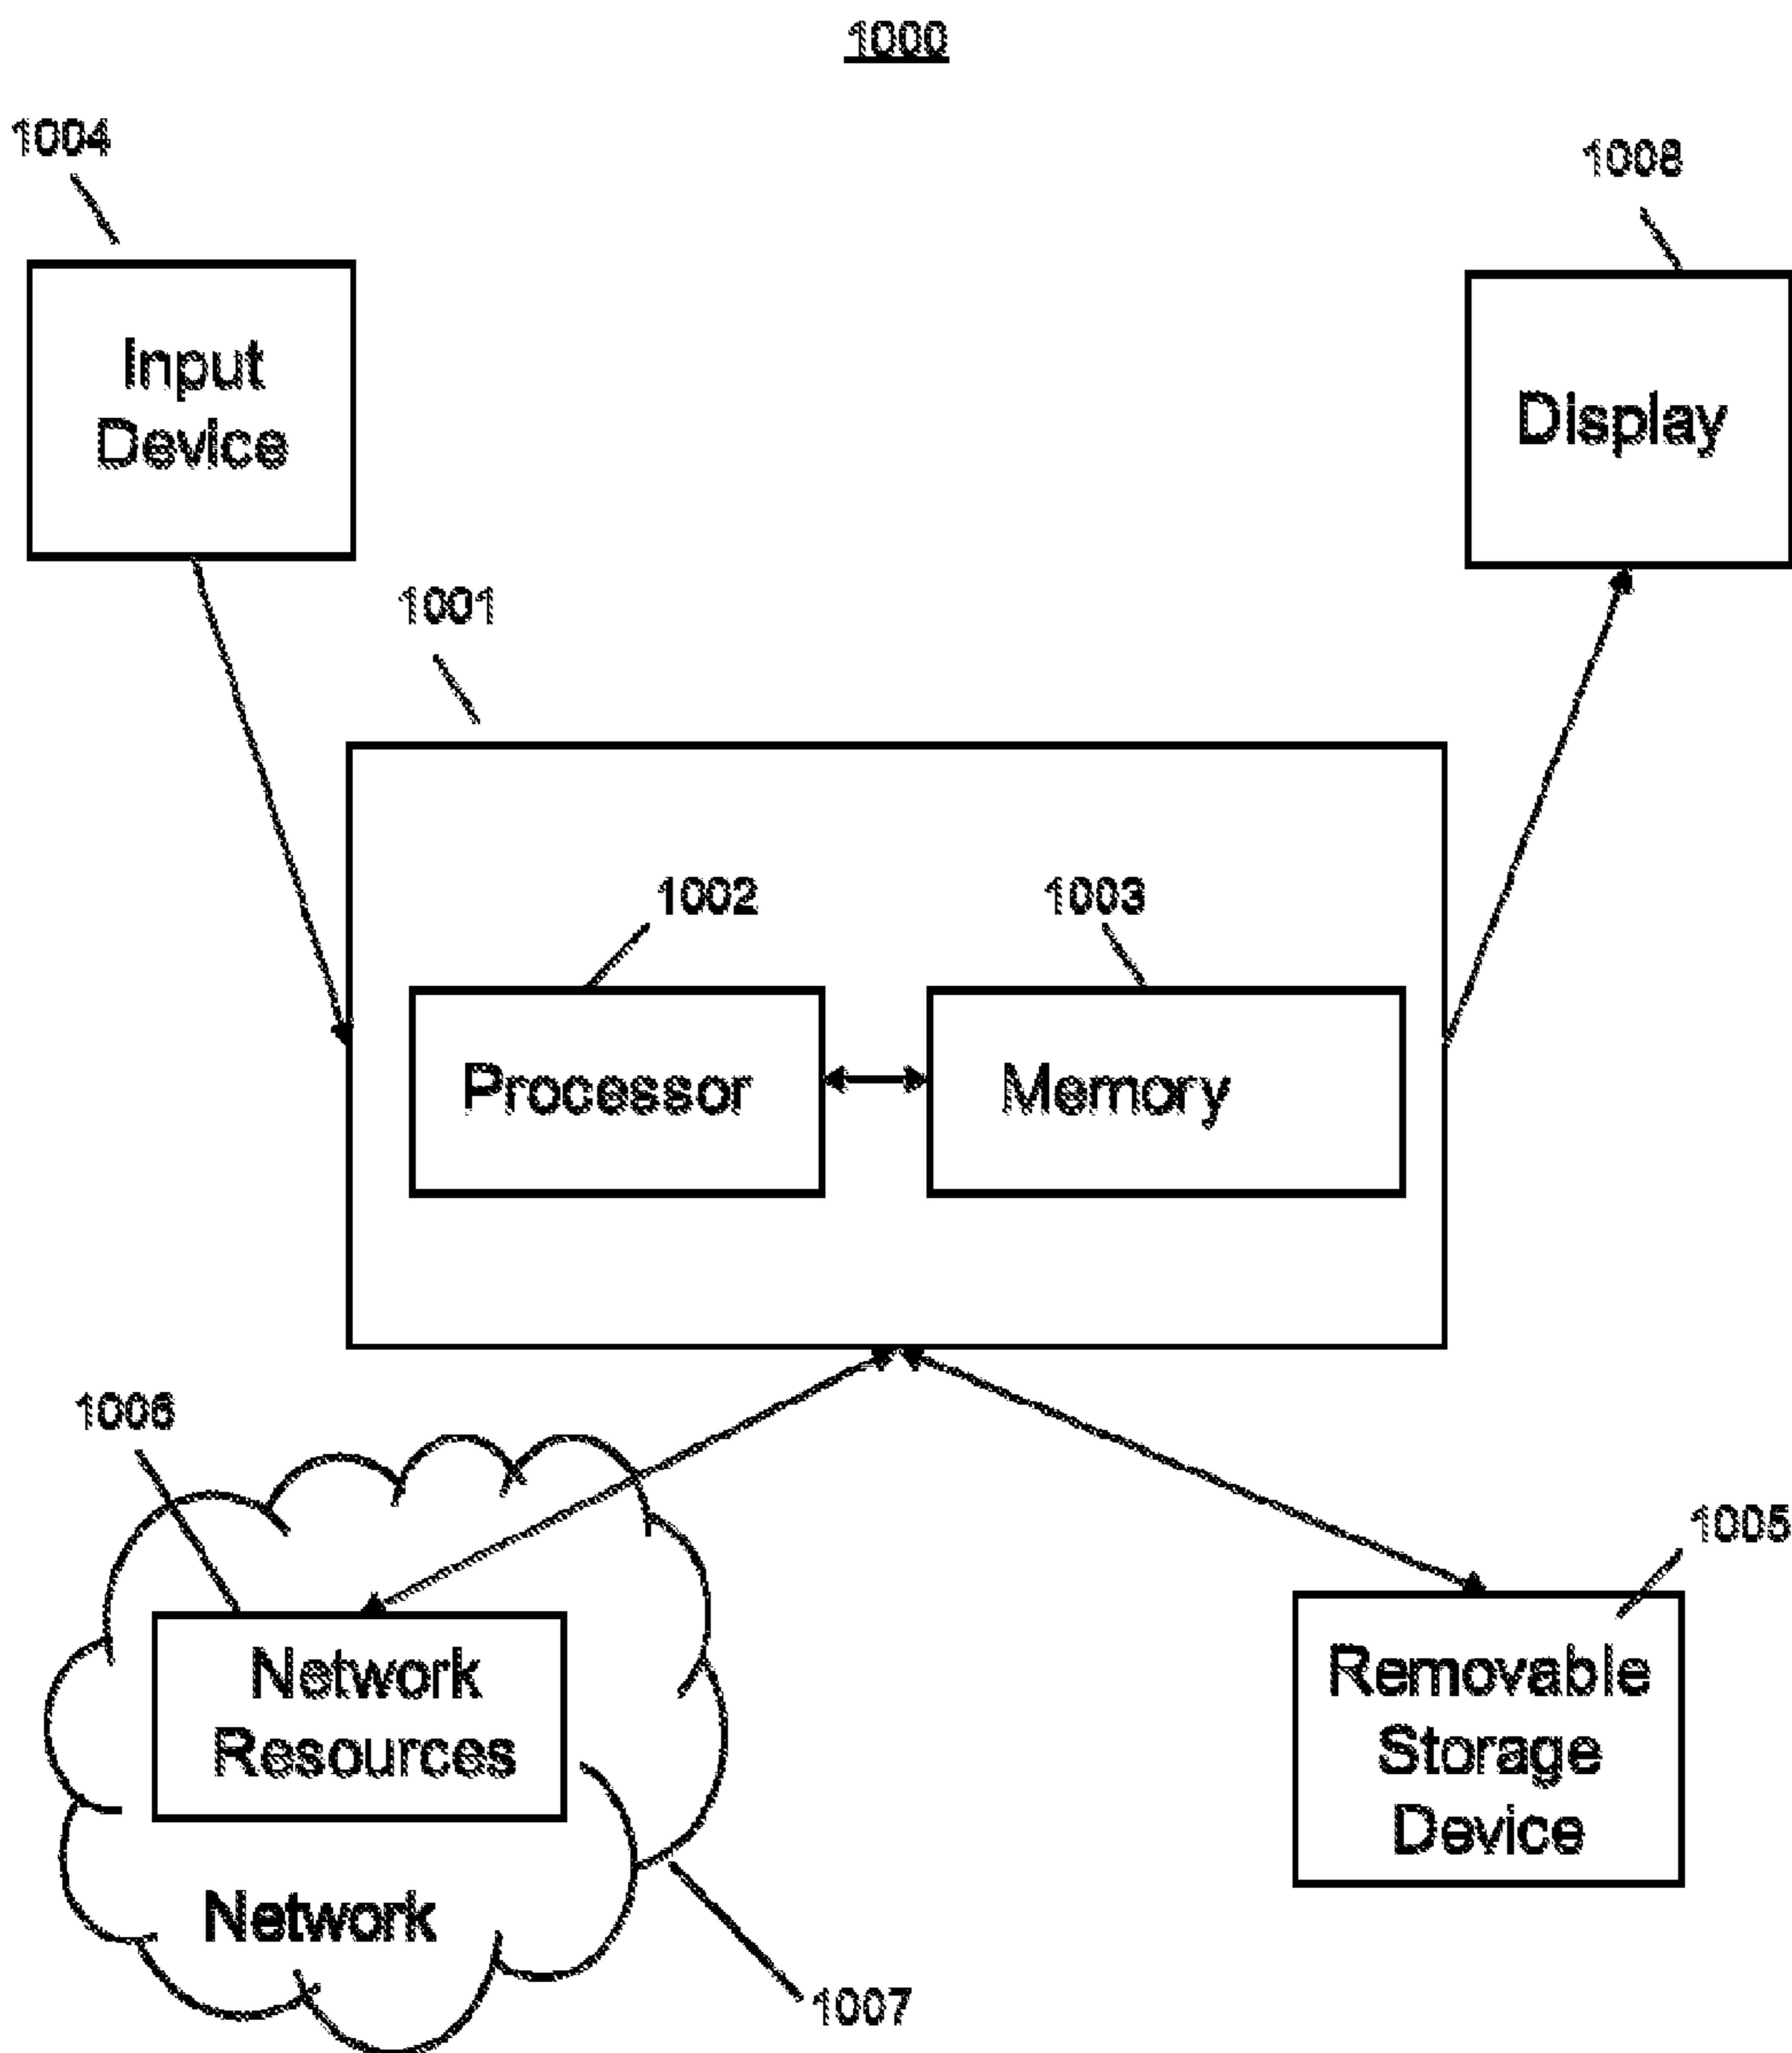 1000
1004
1008
Input
Device
Display
1001
1002
1003
Processor
Memory
1006
1005
Network
Resources
Removable
Storage
Device
Network
1007